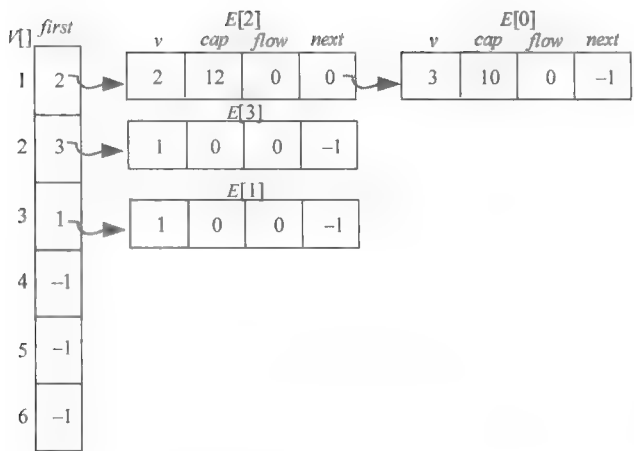 E[2] E[0]
V[] first v cap flow next v cap flow next
1 2 2 12 0 0 3 10 0 −1
E[3]
2 3 1 0 0 −1
E[1]
3 1 1 0 0 −1
4 −1
5 −1
6 −1